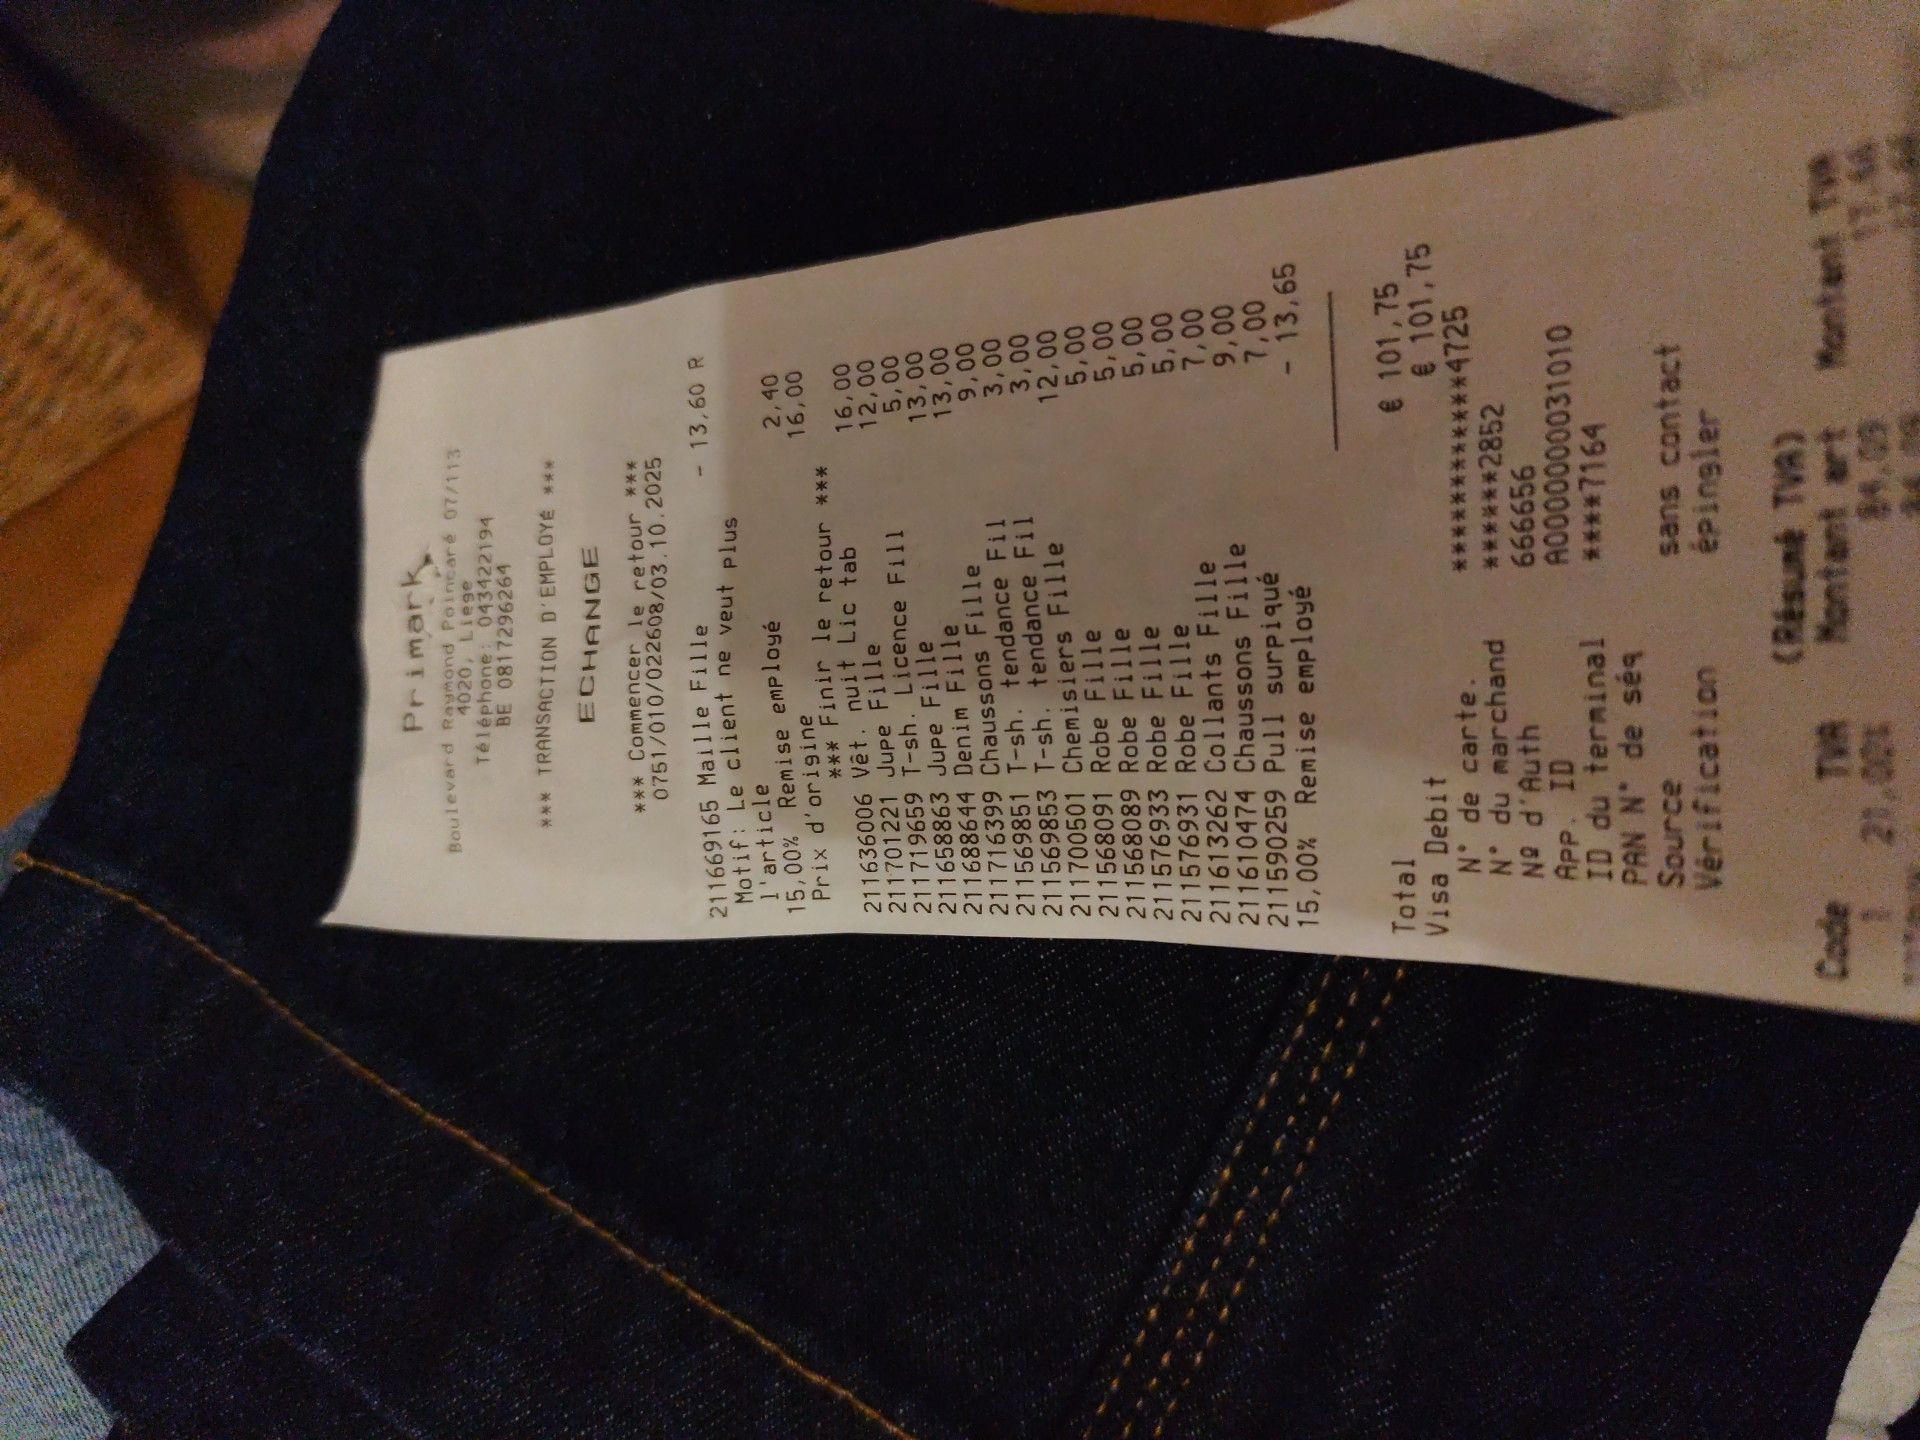 Primark
Boulevard Raymond Poincaré 07/113
4020, Liege
Téléphone: 043422194
BE 0817296264
*** TRANSACTION D'EMPLOYÉ ***
ECHANGE
*** Commencer le retour ***
0751/010/022608/03.10.2025
211669165 Maille Fille - 13,60 R
Motif: Le client ne veut plus
l'article
15,00% Remise employé 2,40
Prix d'origine 16,00
*** Finir le retour ***
211636006 Vêt. nuit Lic tab 16,00
211701221 Jupe Fille 12,00
211719659 T-sh. Licence Fill 5,00
211658863 Jupe Fille 13,00
211688644 Denim Fille 13,00
211716399 Chaussons Fille 9,00
211569851 T-sh. tendance Fil 3,00
211569853 T-sh. tendance Fil 3,00
211700501 Chemisiers Fille 12,00
211568091 Robe Fille 5,00
211568089 Robe Fille 5,00
211576933 Robe Fille 5,00
211576931 Robe Fille 5,00
211613262 Collants Fille 7,00
211610474 Chaussons Fille 9,00
211590259 Pull surpiqué 7,00
15,00% Remise employé - 13,65
Total € 101,75
Visa Debit € 101,75
N° de carte. ************4725
N° du marchand ******2852
Nº d'Auth 666656
App. ID A0000000031010
ID du terminal ****7164
PAN N° de séq
Source sans contact
Vérification épingler
(Résumé TVA)
Code TVA Montant art Montant TVA
1 21,00% 84,09 17,66